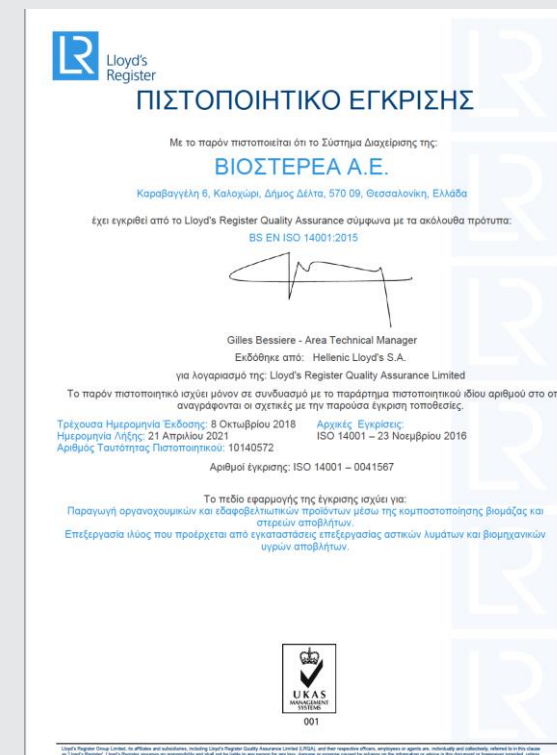 LR
Lloyd's
Register
ΠΙΣΤΟΠΟΙΗΤΙΚΟ ΕΓΚΡΙΣΗΣ
Με το παρόν πιστοποιείται ότι το Σύστημα Διαχείρισης της:
ΒΙΟΣΤΕΡΕΑ Α.Ε.
Καραβαγγέλη 6, Καλοχώρι, Δήμος Δέλτα, 570 09, Θεσσαλονίκη, Ελλάδα
έχει εγκριθεί από το Lloyd's Register Quality Assurance σύμφωνα με τα ακόλουθα πρότυπα:
BS EN ISO 14001:2015
Gilles Bessiere - Area Technical Manager
Εκδόθηκε από: Hellenic Lloyd's S.A.
για λογαριασμό της: Lloyd's Register Quality Assurance Limited
Το παρόν πιστοποιητικό ισχύει μόνον σε συνδυασμό με το παράρτημα πιστοποιητικού ιδίου αριθμού στο
αναγράφονται οι σχετικές με την παρούσα έγκριση τοποθεσίες.
Τρέχουσα Ημερομηνία Έκδοσης: 8 Οκτωβρίου 2018 Αρχικές Εγκρίσεις:
Ημερομηνία Λήξης: 21 Απριλίου 2021 ISO 14001 – 23 Νοεμβρίου 2016
Αριθμός Ταυτότητας Πιστοποιητικού: 10140572
Αριθμοί έγκρισης: ISO 14001 – 0041567
Το πεδίο εφαρμογής της έγκρισης ισχύει για:
Παραγωγή οργανοχουμικών και εδαφοβελτιωτικών προϊόντων μέσω της κομποστοποίησης βιομάζας και
στερεών αποβλήτων.
Επεξεργασία ιλύος που προέρχεται από εγκαταστάσεις επεξεργασίας αστικών λυμάτων και βιομηχανικών
υγρών αποβλήτων.
UKAS
MANAGEMENT
SYSTEMS
001